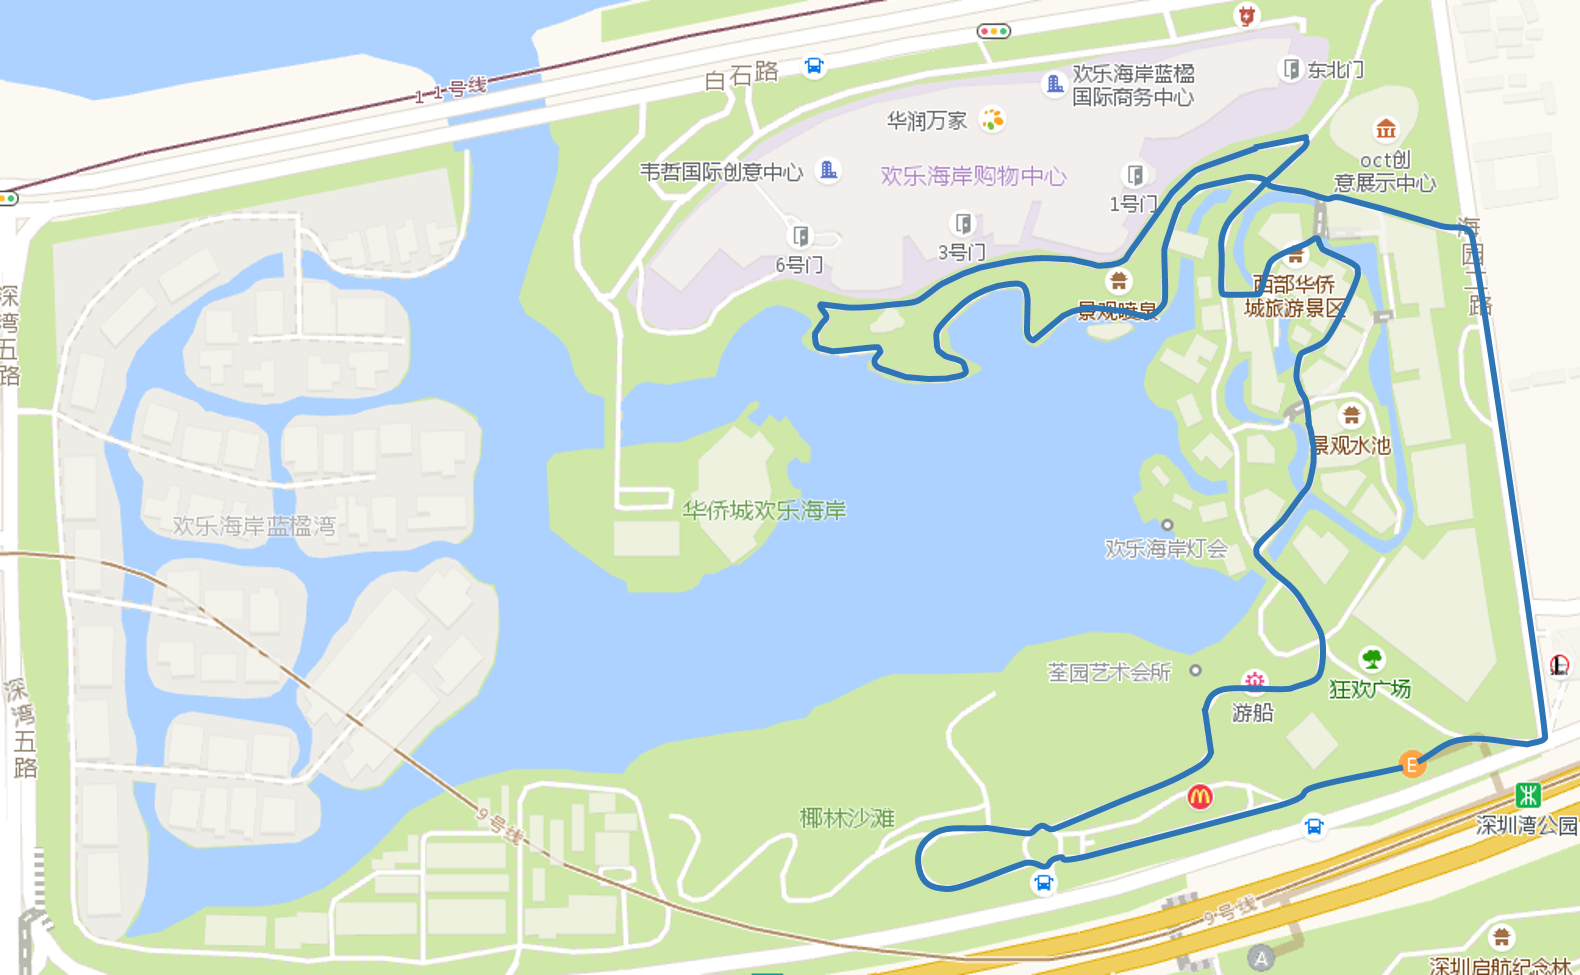 11号线
白石路
欢乐海岸蓝楹
国际商务中心
东北门
华润万家
oct创
意展示中心
韦哲国际创意中心
欢乐海岸购物中心
1号门
3号门
6号门
海园二路
景观喷泉
西部华侨
城旅游景区
深湾五路
景观水池
华侨城欢乐海岸
欢乐海岸蓝楹湾
欢乐海岸灯会
荃园艺术会所
游船
狂欢广场
深湾五路
E
椰林沙滩
9号线
深圳湾公园
9号线
A
深圳启航纪念林